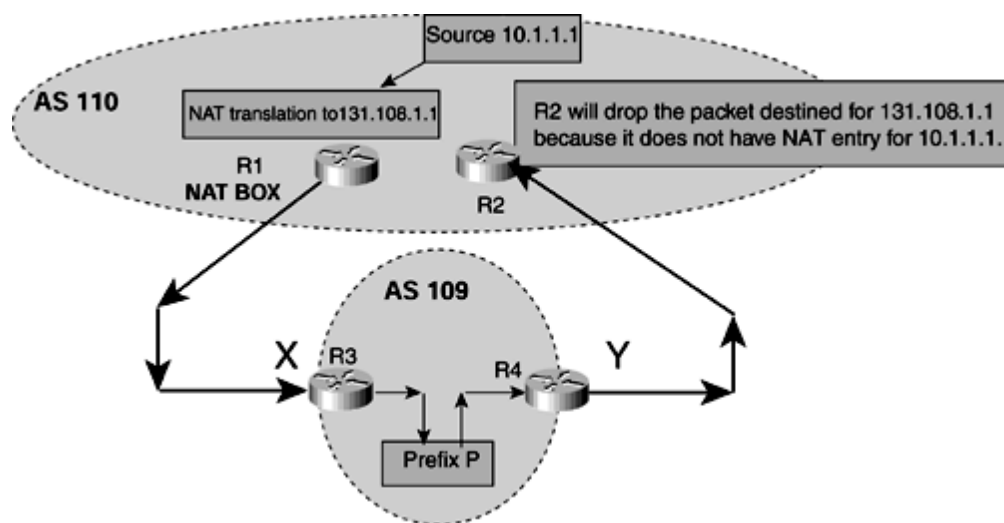 Source 10.1.1.1
AS 110
NAT translation to131.108.1.1
R2 will drop the packet destined for 131.108.1.1
because it does not have NAT entry for 10.1.1.1.
R1
NAT BOX
R2
AS 109
X
R3
R4
Y
Prefix P